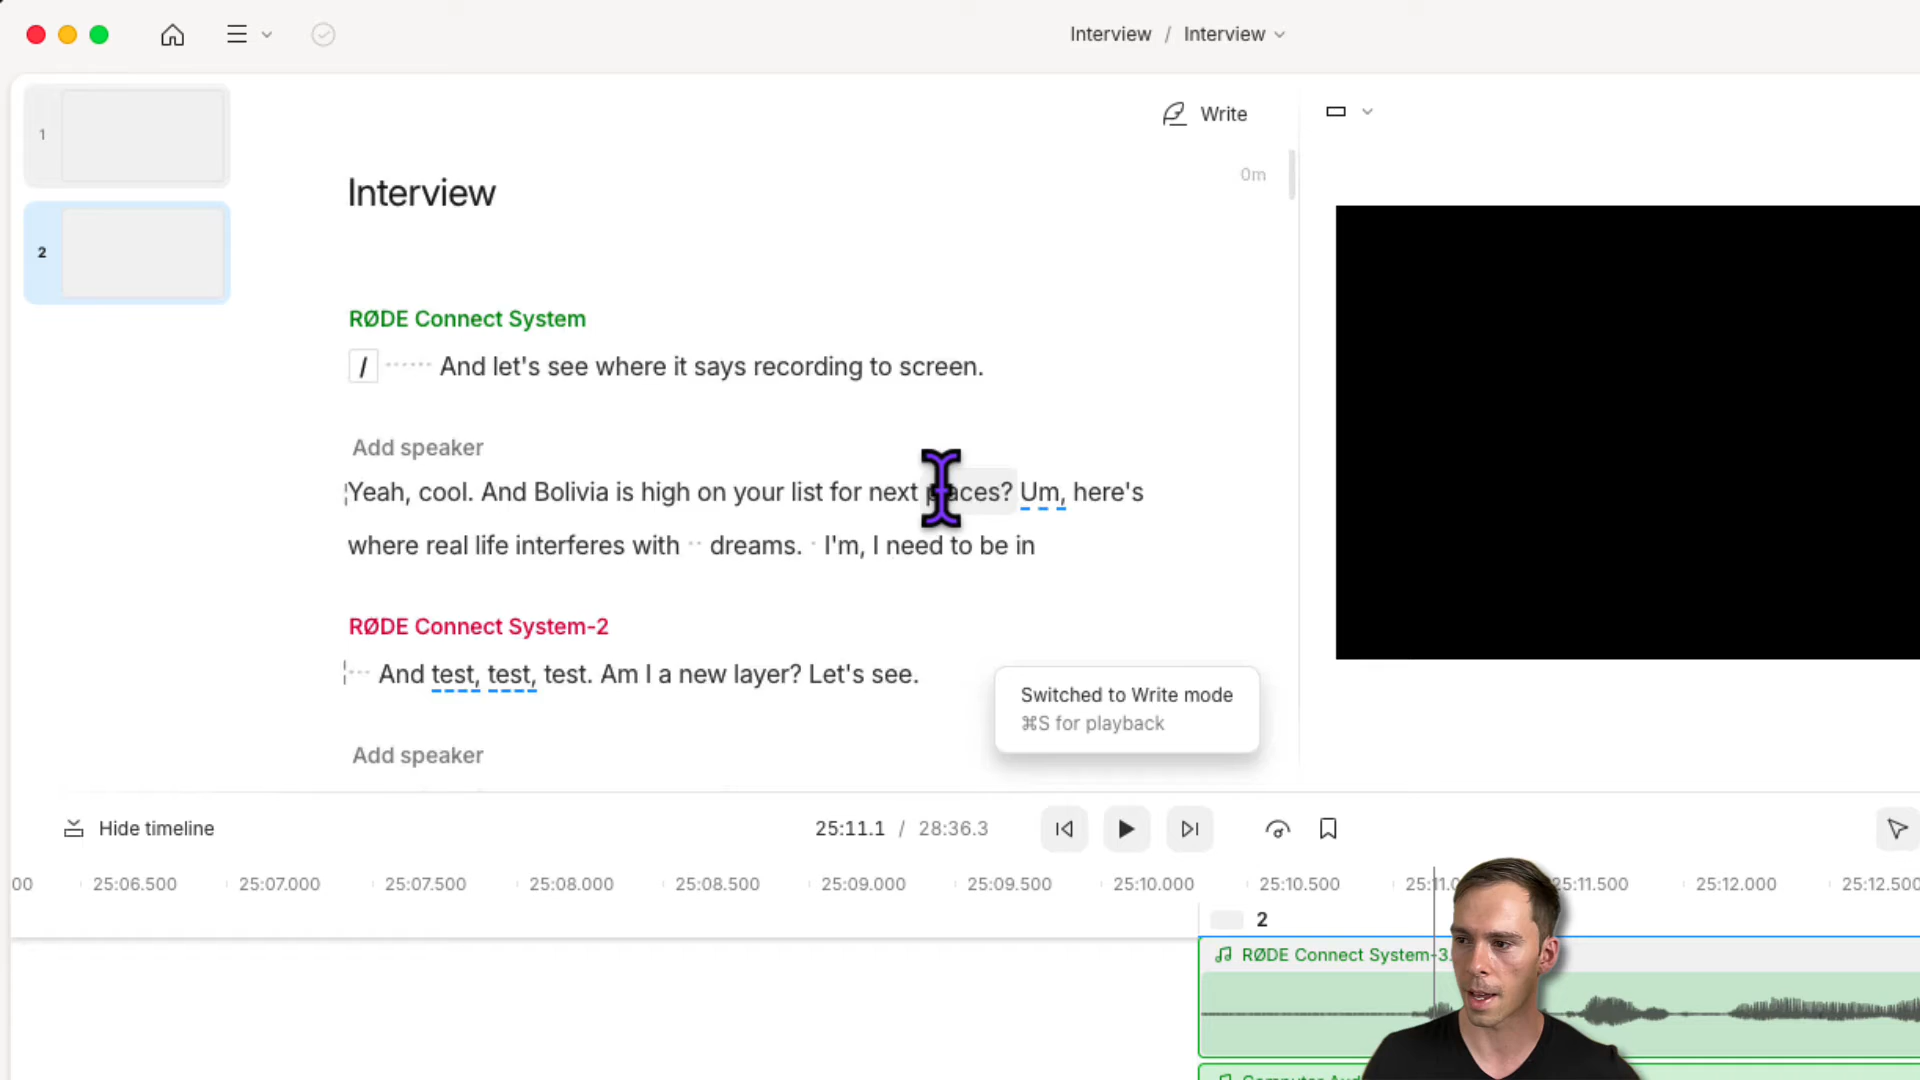 Interview / Interview
1
2
Write
0m
Interview
RØDE Connect System
/ And let's see where it says recording to screen.
Add speaker
Yeah, cool. And Bolivia is high on your list for next places? Um, here's
where real life interferes with dreams. I'm, I need to be in
RØDE Connect System-2
And test, test, test. Am I a new layer? Let's see.
Switched to Write mode
⌘S for playback
Add speaker
Hide timeline
25:11.1 / 28:36.3
00 25:06.500 25:07.000 25:07.500 25:08.000 25:08.500 25:09.000 25:09.500 25:10.000 25:10.500 25:11.0 25:11.500 25:12.000 25:12.500
2
RØDE Connect System-3.